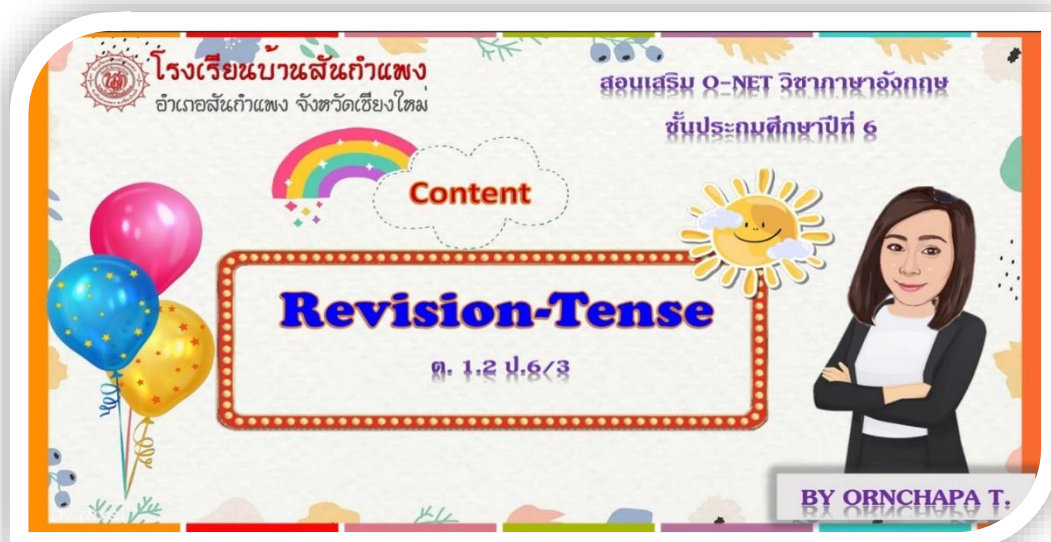 โรงเรียนบ้านสันกำแพง
อำเภอสันกำแพง จังหวัดเชียงใหม่
สอนเสริม O-NET วิชาภาษาอังกฤษ
ชั้นประถมศึกษาปีที่ 6
Content
Revision-Tense
ต. 1.2 ป.6/3
BY ORNCHAPA T.